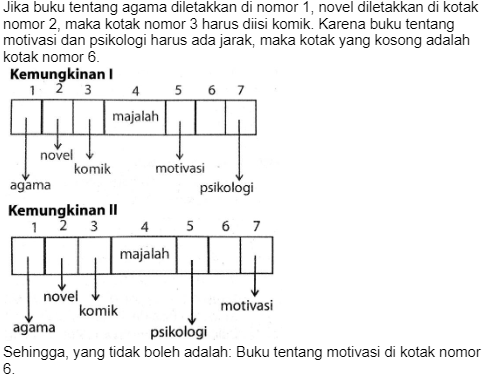 Jika buku tentang agama diletakkan di nomor 1, novel diletakkan di kotak
nomor 2, maka kotak nomor 3 harus diisi komik. Karena buku tentang
motivasi dan psikologi harus ada jarak, maka kotak yang kosong adalah
kotak nomor 6.
Kemungkinan I
1 2 3 4 5 6 7
majalah
novel
komik motivasi
agama psikologi
Kemungkinan II
1 2 3 4 5 6 7
majalah
novel
komik motivasi
agama psikologi
Sehingga, yang tidak boleh adalah: Buku tentang motivasi di kotak nomor
6.